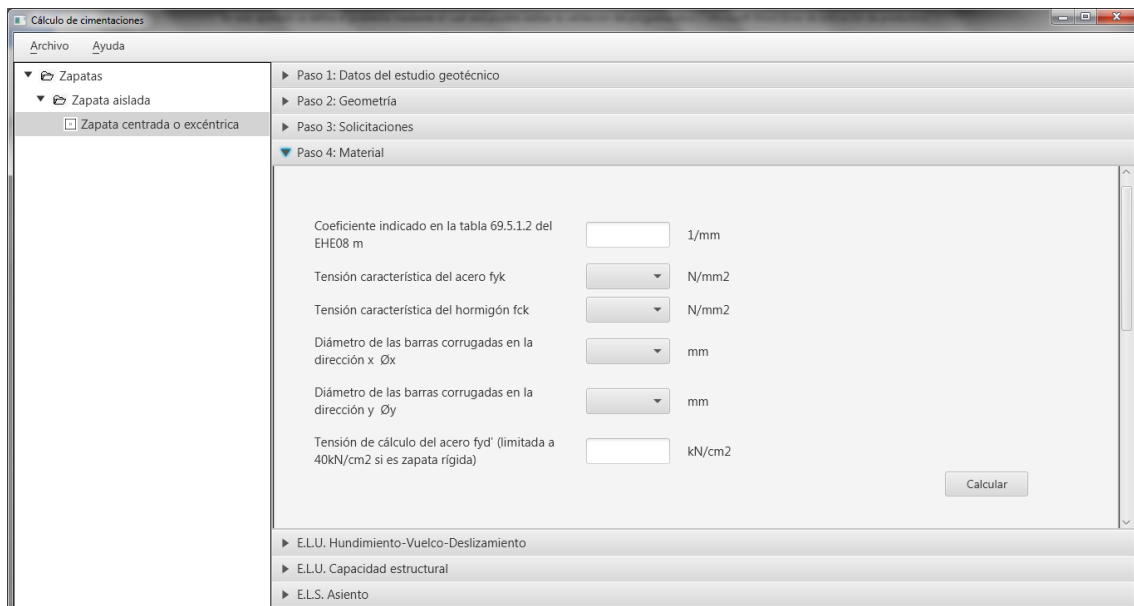 Cálculo de cimentaciones
Archivo Ayuda
Zapatas
Zapata aislada
Zapata centrada o excéntrica
Paso 1: Datos del estudio geotécnico
Paso 2: Geometría
Paso 3: Solicitaciones
Paso 4: Material
Coeficiente indicado en la tabla 69.5.1.2 del
EHE08 m
1/mm
Tensión característica del acero fyk
N/mm2
Tensión característica del hormigón fck
N/mm2
Diámetro de las barras corrugadas en la
dirección x Øx
mm
Diámetro de las barras corrugadas en la
dirección y Øy
mm
Tensión de cálculo del acero fyd' (limitada a
40kN/cm2 si es zapata rígida)
kN/cm2
Calcular
E.L.U. Hundimiento-Vuelco-Deslizamiento
E.L.U. Capacidad estructural
E.L.S. Asiento